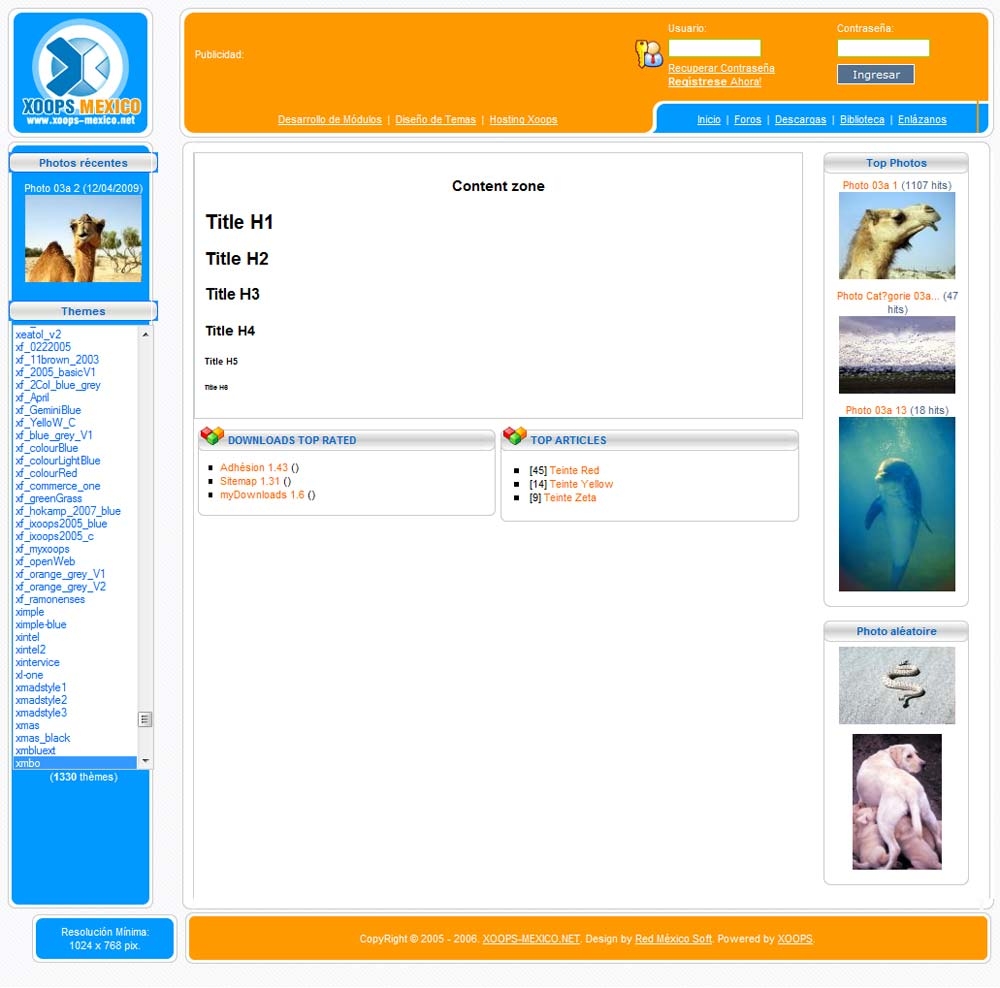 XOOPS MEXICO
www.xoops-mexico.net
Publicidad:
Usuario:
Contraseña:
Recuperar Contraseña
Regístrese Ahora!
Ingresar
Desarrollo de Módulos | Diseño de Temas | Hosting Xoops
Inicio | Foros | Descargas | Biblioteca | Enlázanos
Photos récentes
Photo 03a 2 (12/04/2009)
Themes
xeatol_v2
xf_0222005
xf_11brown_2003
xf_2005_basicV1
xf_2Col_blue_grey
xf_April
xf_GeminiBlue
xf_YelloW_C
xf_blue_grey_V1
xf_colourBlue
xf_colourLightBlue
xf_colourRed
xf_commerce_one
xf_greenGrass
xf_hokamp_2007_blue
xf_ixoops2005_blue
xf_ixoops2005_c
xf_myxoops
xf_openWeb
xf_orange_grey_V1
xf_orange_grey_V2
xf_ramonenses
ximple
ximple-blue
xintel
xintel2
xintervice
xl-one
xmadstyle1
xmadstyle2
xmadstyle3
xmas
xmas_black
xmbluext
xmbo
(1330 thèmes)
Content zone
Title H1
Title H2
Title H3
Title H4
Title H5
Title H6
DOWNLOADS TOP RATED
Adhésion 1.43 ()
Sitemap 1.31 ()
myDownloads 1.6 ()
TOP ARTICLES
[45] Teinte Red
[14] Teinte Yellow
[9] Teinte Zeta
Top Photos
Photo 03a 1 (1107 hits)
Photo Cat?gorie 03a... (47
hits)
Photo 03a 13 (18 hits)
Photo aléatoire
Resolución Mínima:
1024 x 768 pix.
CopyRight © 2005 - 2006. XOOPS-MEXICO.NET. Design by Red México Soft. Powered by XOOPS.